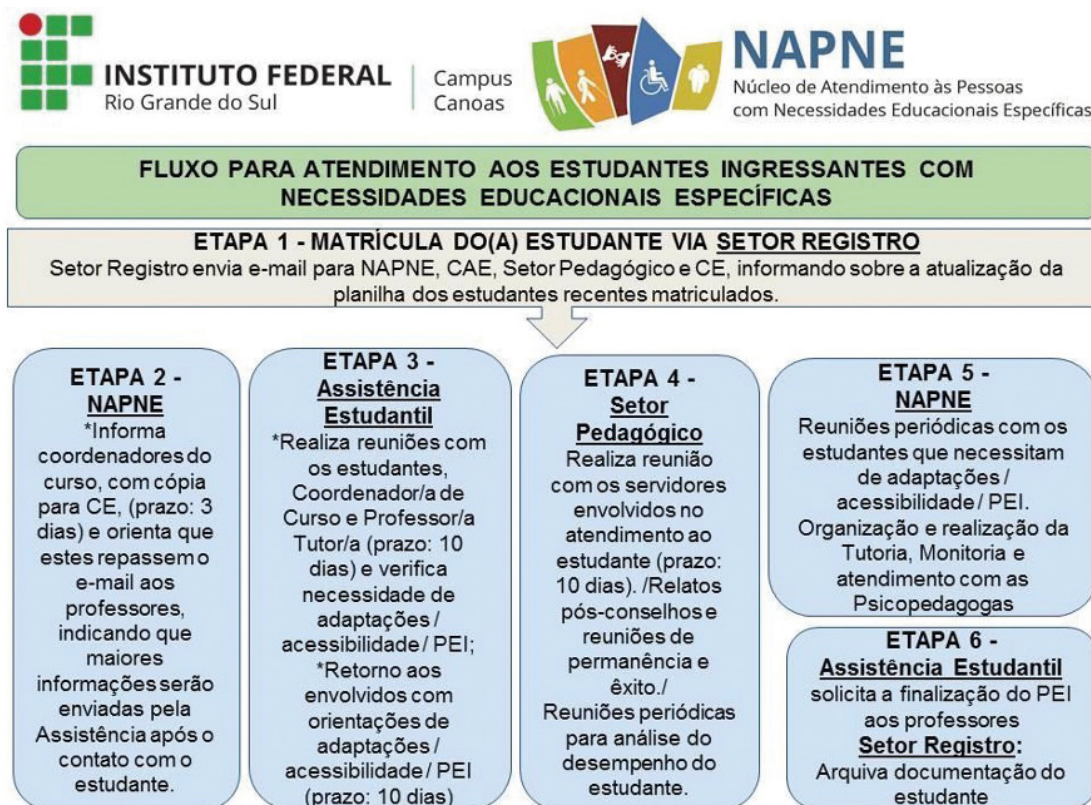 INSTITUTO FEDERAL
Rio Grande do Sul
Campus
Canoas
NAPNE
Núcleo de Atendimento às Pessoas
com Necessidades Educacionais Específicas
FLUXO PARA ATENDIMENTO AOS ESTUDANTES INGRESSANTES COM
NECESSIDADES EDUCACIONAIS ESPECÍFICAS
ETAPA 1 - MATRÍCULA DO(A) ESTUDANTE VIA SETOR REGISTRO
Setor Registro envia e-mail para NAPNE, CAE, Setor Pedagógico e CE, informando sobre a atualização da
planilha dos estudantes recentes matriculados.
ETAPA 2 -
NAPNE
*Informa
coordenadores do
curso, com cópia
para CE, (prazo: 3
dias) e orienta que
estes repassem o
e-mail aos
professores,
indicando que
maiores
informações serão
enviadas pela
Assistência após o
contato com o
estudante.
ETAPA 3 -
Assistência
Estudantil
*Realiza reuniões com
os estudantes,
Coordenador/a de
Curso e Professor/a
Tutor/a (prazo: 10
dias) e verifica
necessidade de
adaptações /
acessibilidade / PEI;
*Retorno aos
envolvidos com
orientações de
adaptações /
acessibilidade / PEI
(prazo: 10 dias)
ETAPA 4 -
Setor
Pedagógico
Realiza reunião
com os servidores
envolvidos no
atendimento ao
estudante (prazo:
10 dias). /Relatos
pós-conselhos e
reuniões de
permanência e
êxito./
Reuniões periódicas
para análise do
desempenho do
estudante.
ETAPA 5 -
NAPNE
Reuniões periódicas com os
estudantes que necessitam
de adaptações /
acessibilidade / PEI.
Organização e realização da
Tutoria, Monitoria e
atendimento com as
Psicopedagogas
ETAPA 6 -
Assistência Estudantil
solicita a finalização do PEI
aos professores
Setor Registro:
Arquiva documentação do
estudante